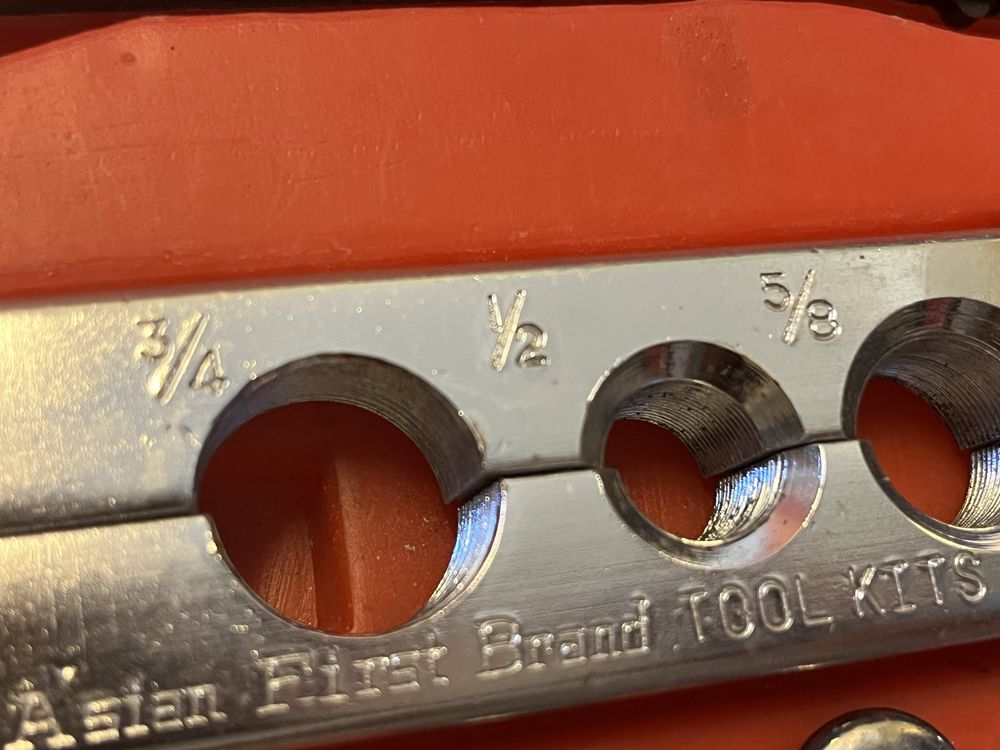 3/4 1/2 5/8
Asian First Brand TOOL KITS